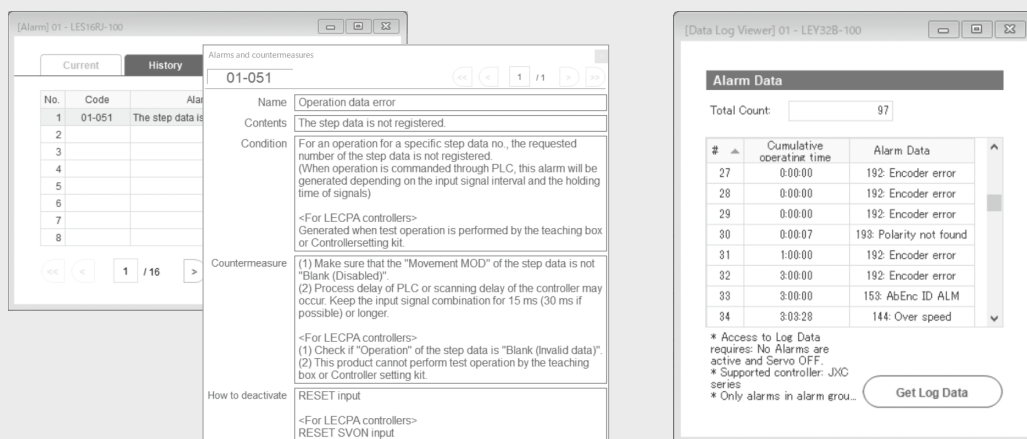 [Alarm] 01 - LES16RJ-100
Current
History
No.
Code
1
01-051
The step data is
2
3
4
5
6
7
8
<<
<
1
/ 16
>
Alarms and countermeasures
01-051
<<
<
1
/ 1
>
>>
Name
Operation data error
Contents
The step data is not registered.
Condition
For an operation for a specific step data no., the requested
number of the step data is not registered.
(When operation is commanded through PLC, this alarm will be
generated depending on the input signal interval and the holding
time of signals)
<For LECPA controllers>
Generated when test operation is performed by the teaching box
or Controllersetting kit.
Countermeasure
(1) Make sure that the "Movement MOD" of the step data is not
"Blank (Disabled)".
(2) Process delay of PLC or scanning delay of the controller may
occur. Keep the input signal combination for 15 ms (30 ms if
possible) or longer.
<For LECPA controllers>
(1) Check if "Operation" of the step data is "Blank (Invalid data)".
(2) This product cannot perform test operation by the teaching
box or Controller setting kit.
How to deactivate
RESET input
<For LECPA controllers>
RESET SVON input
[Data Log Viewer] 01 - LEY32B-100
Alarm Data
Total Count:
97
#
Cumulative
operating time
Alarm Data
27 0:00:00 192: Encoder error
28 0:00:00 192: Encoder error
29 0:00:00 192: Encoder error
30 0:00:07 193: Polarity not found
31 1:00:00 192: Encoder error
32 3:00:00 192: Encoder error
33 3:00:00 153: AbEnc ID ALM
34 3:03:28 144: Over speed
* Access to Log Data
requires: No Alarms are
active and Servo OFF.
* Supported controller: JXC
series
* Only alarms in alarm grou...
Get Log Data